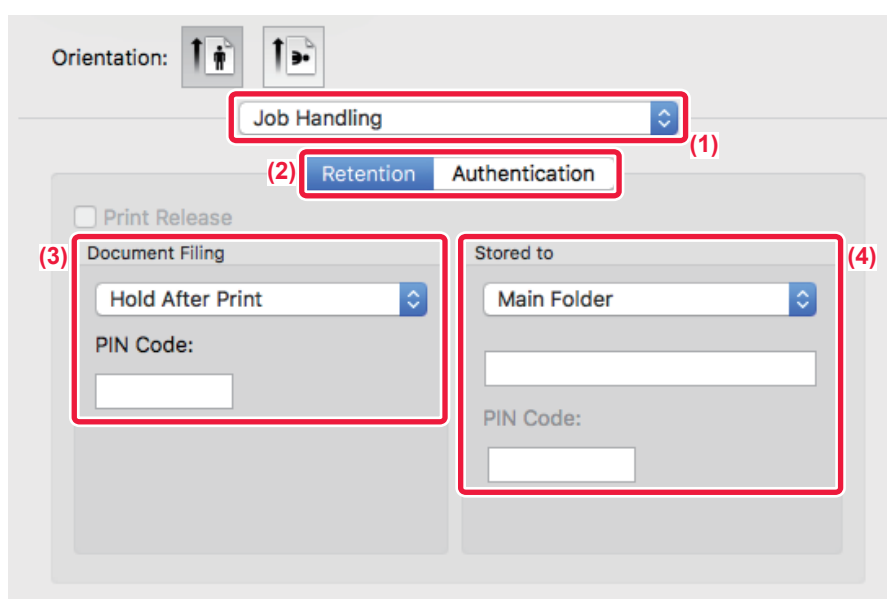 Orientation:
Job Handling
(1)
(2) Retention Authentication
Print Release
(3) Document Filing
Hold After Print
PIN Code:
Stored to (4)
Main Folder
PIN Code: